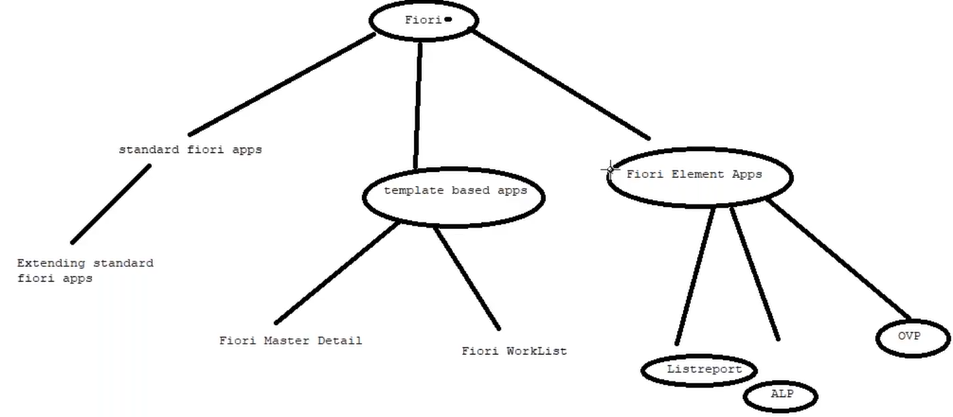 Fiori
standard fiori apps
template based apps
Fiori Element Apps
Extending standard
fiori apps
Fiori Master Detail
Fiori WorkList
Listreport
ALP
OVP